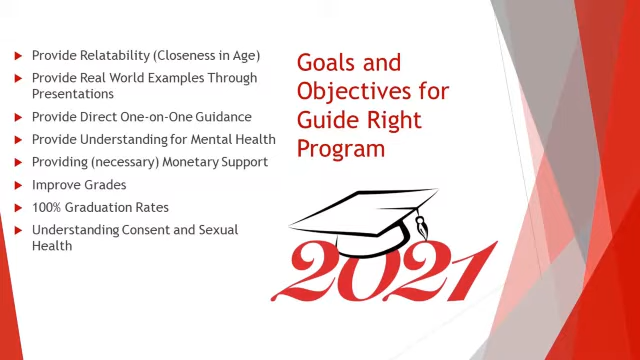 Provide Relatability (Closeness in Age)
Provide Real World Examples Through
Presentations
Provide Direct One-on-One Guidance
Provide Understanding for Mental Health
Providing (necessary) Monetary Support
Improve Grades
100% Graduation Rates
Understanding Consent and Sexual
Health
Goals and
Objectives for
Guide Right
Program
2021